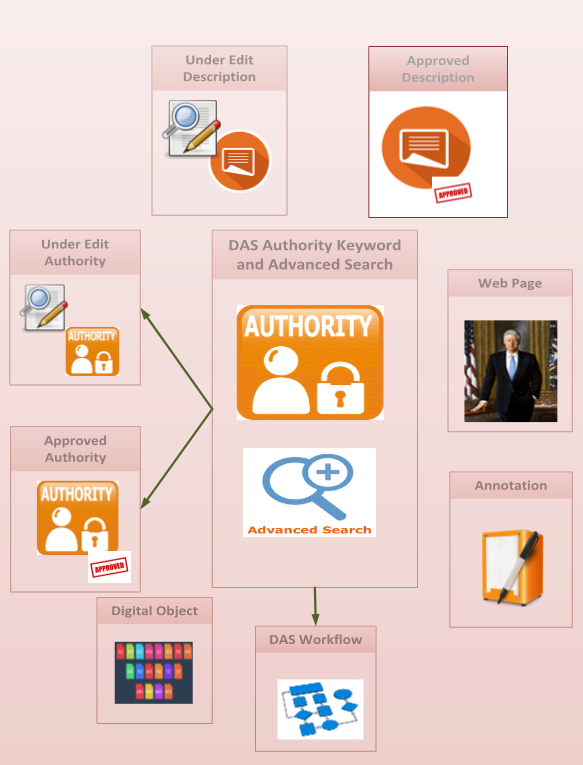 Under Edit
Description
Approved
Description
APPROVED
Under Edit
Authority
AUTHORITY
DAS Authority Keyword
and Advanced Search
AUTHORITY
Advanced Search
Web Page
Approved
Authority
AUTHORITY
APPROVED
Annotation
Digital Object
DAS Workflow